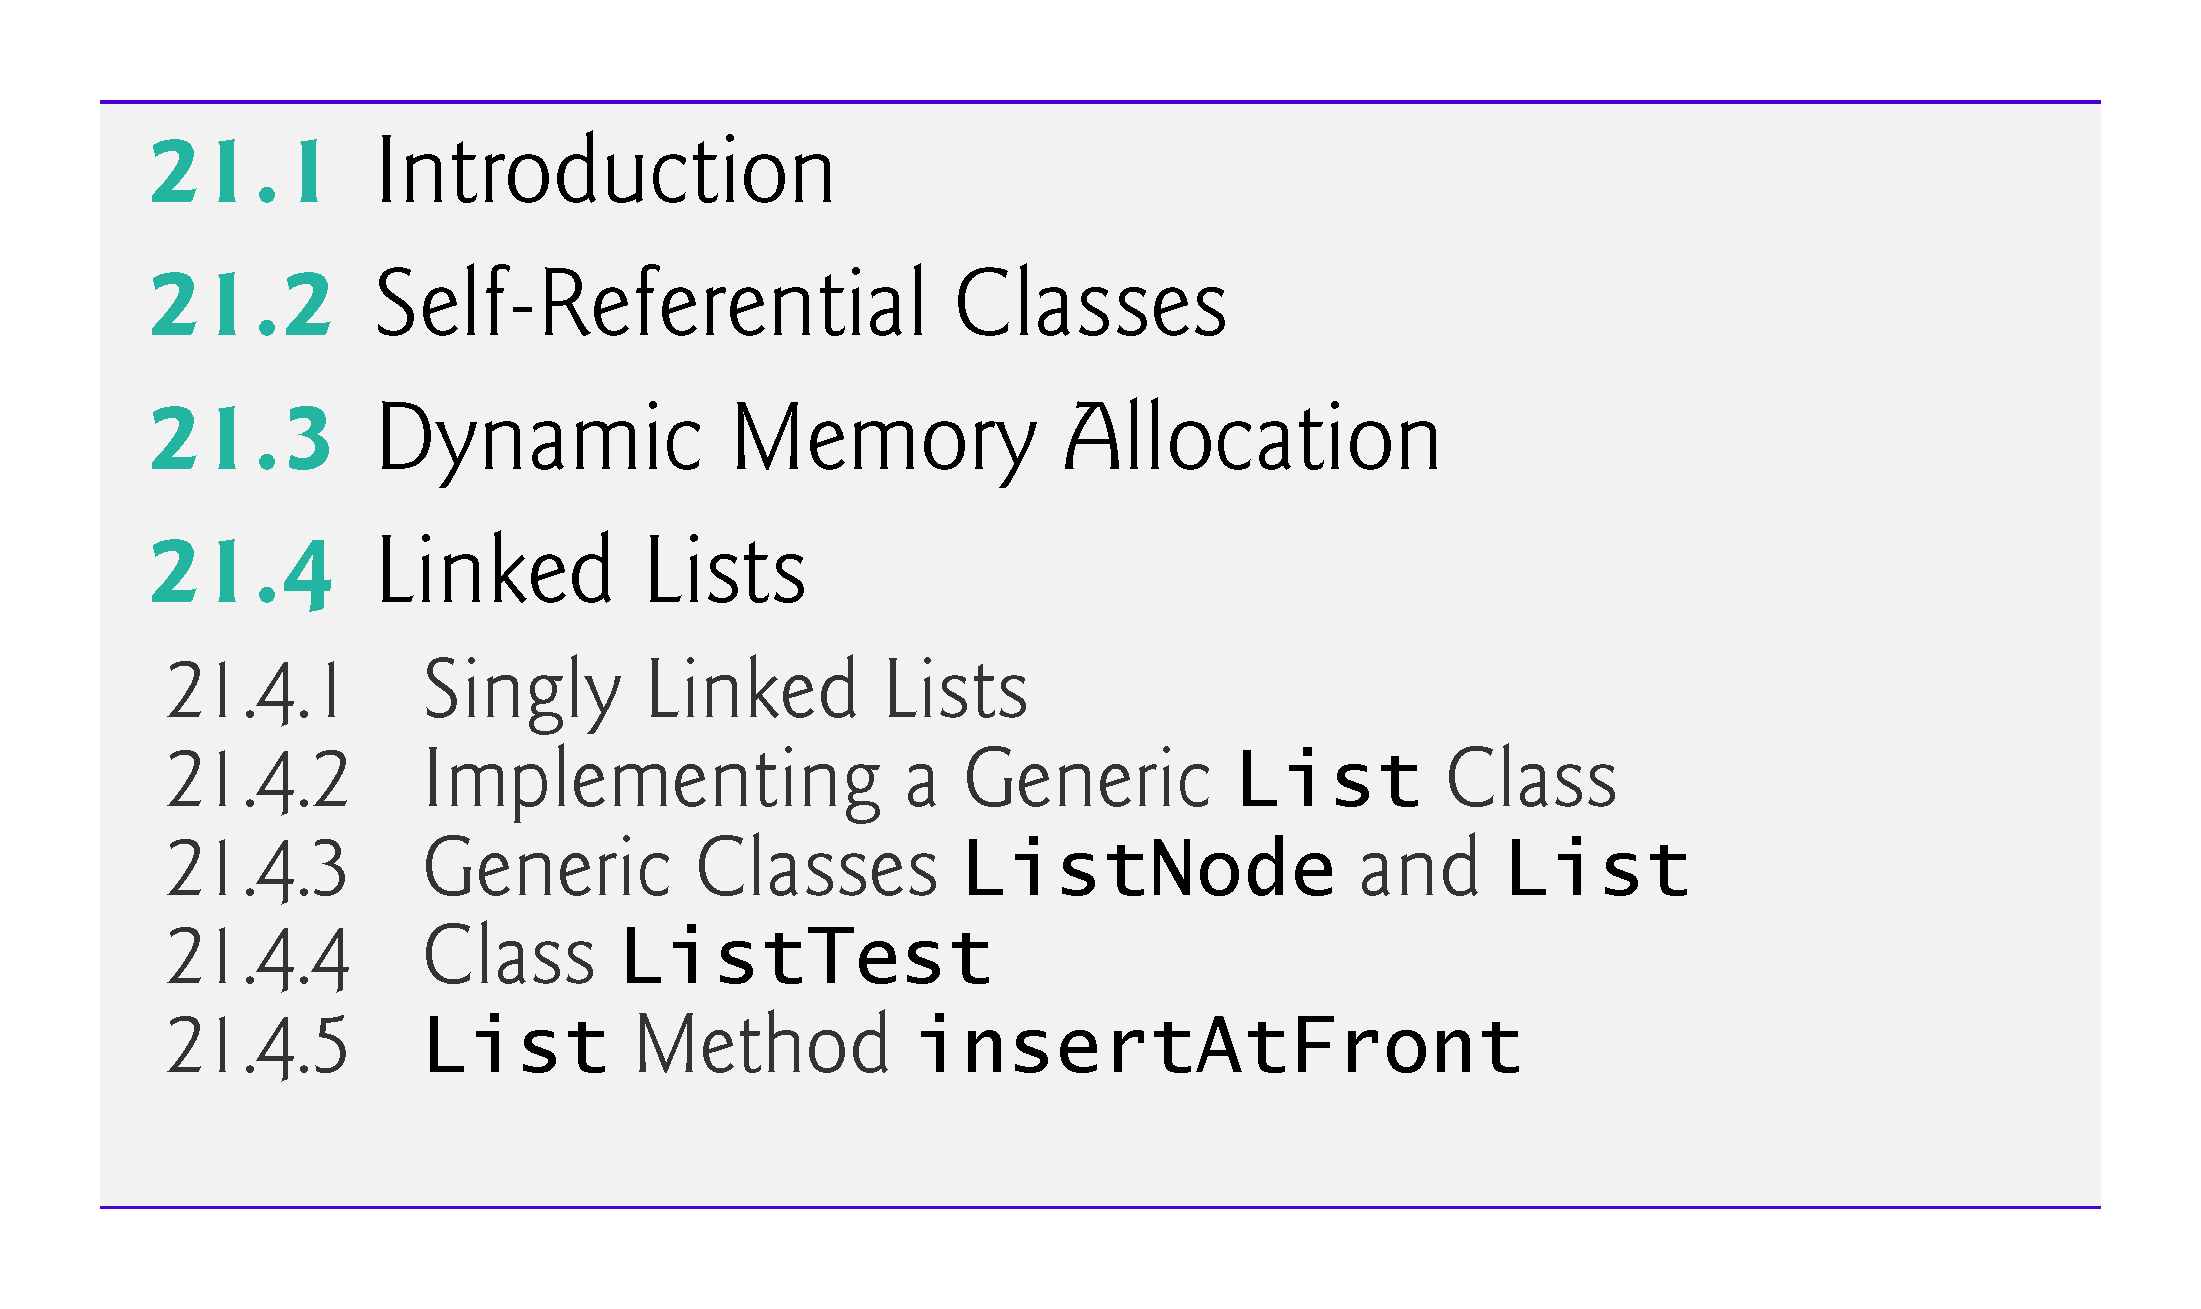 21.1 Introduction
21.2 Self-Referential Classes
21.3 Dynamic Memory Allocation
21.4 Linked Lists
21.4.1 Singly Linked Lists
21.4.2 Implementing a Generic List Class
21.4.3 Generic Classes ListNode and List
21.4.4 Class ListTest
21.4.5 List Method insertAtFront